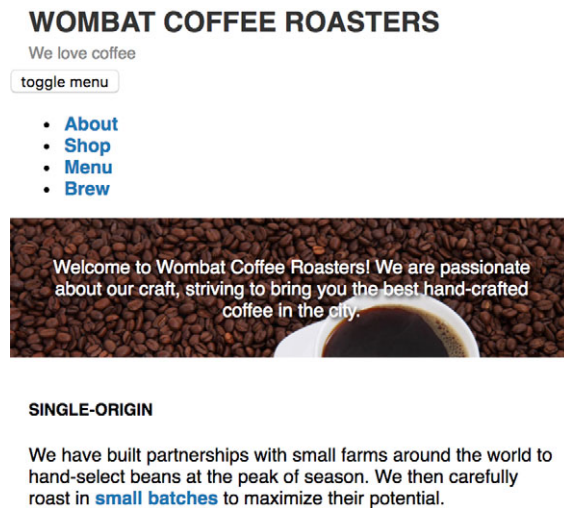 WOMBAT COFFEE ROASTERS
We love coffee
toggle menu
• About
• Shop
• Menu
• Brew
Welcome to Wombat Coffee Roasters! We are passionate
about our craft, striving to bring you the best hand-crafted
coffee in the city.
SINGLE-ORIGIN
We have built partnerships with small farms around the world to
hand-select beans at the peak of season. We then carefully
roast in small batches to maximize their potential.